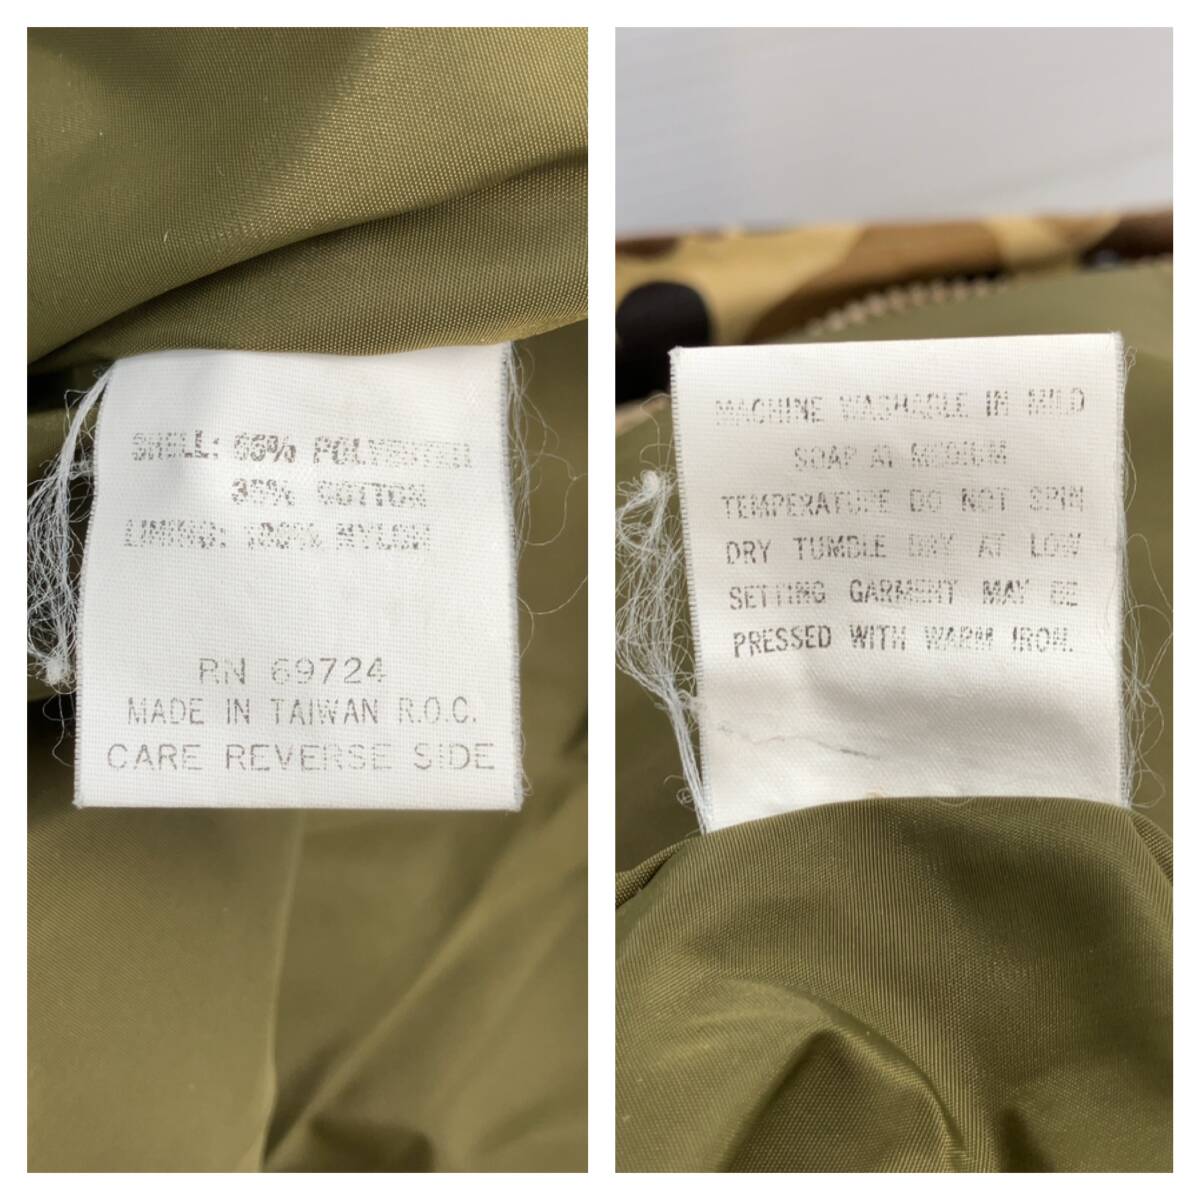 SHELL: 65% POLYESTER
35% COTTON
LINING: 100% NYLON
RN 69724
MADE IN TAIWAN R.O.C.
CARE REVERSE SIDE
MACHINE WASHABLE IN MILD
SOAP AT MEDIUM
TEMPERATURE DO NOT SPIN
DRY TUMBLE DRY AT LOW
SETTING GARMENT MAY BE
PRESSED WITH WARM IRON.